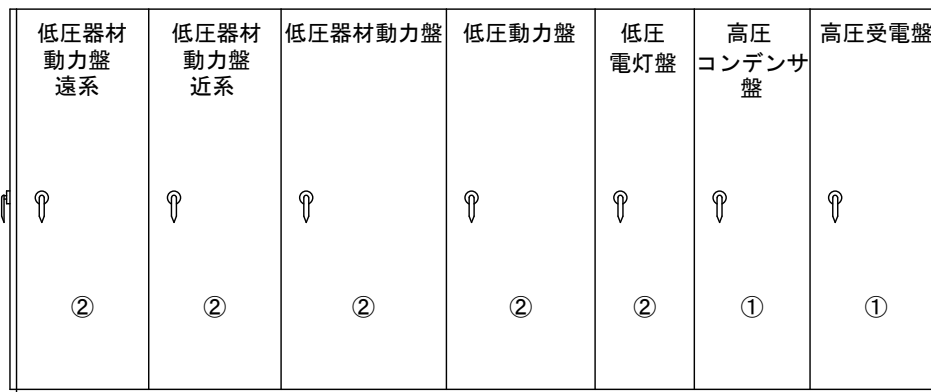 低圧器材
動力盤
遠系
低圧器材
動力盤
近系
低圧器材動力盤
低圧動力盤
低圧
電灯盤
高圧
コンデンサ
盤
高圧受電盤
②
②
②
②
②
①
①